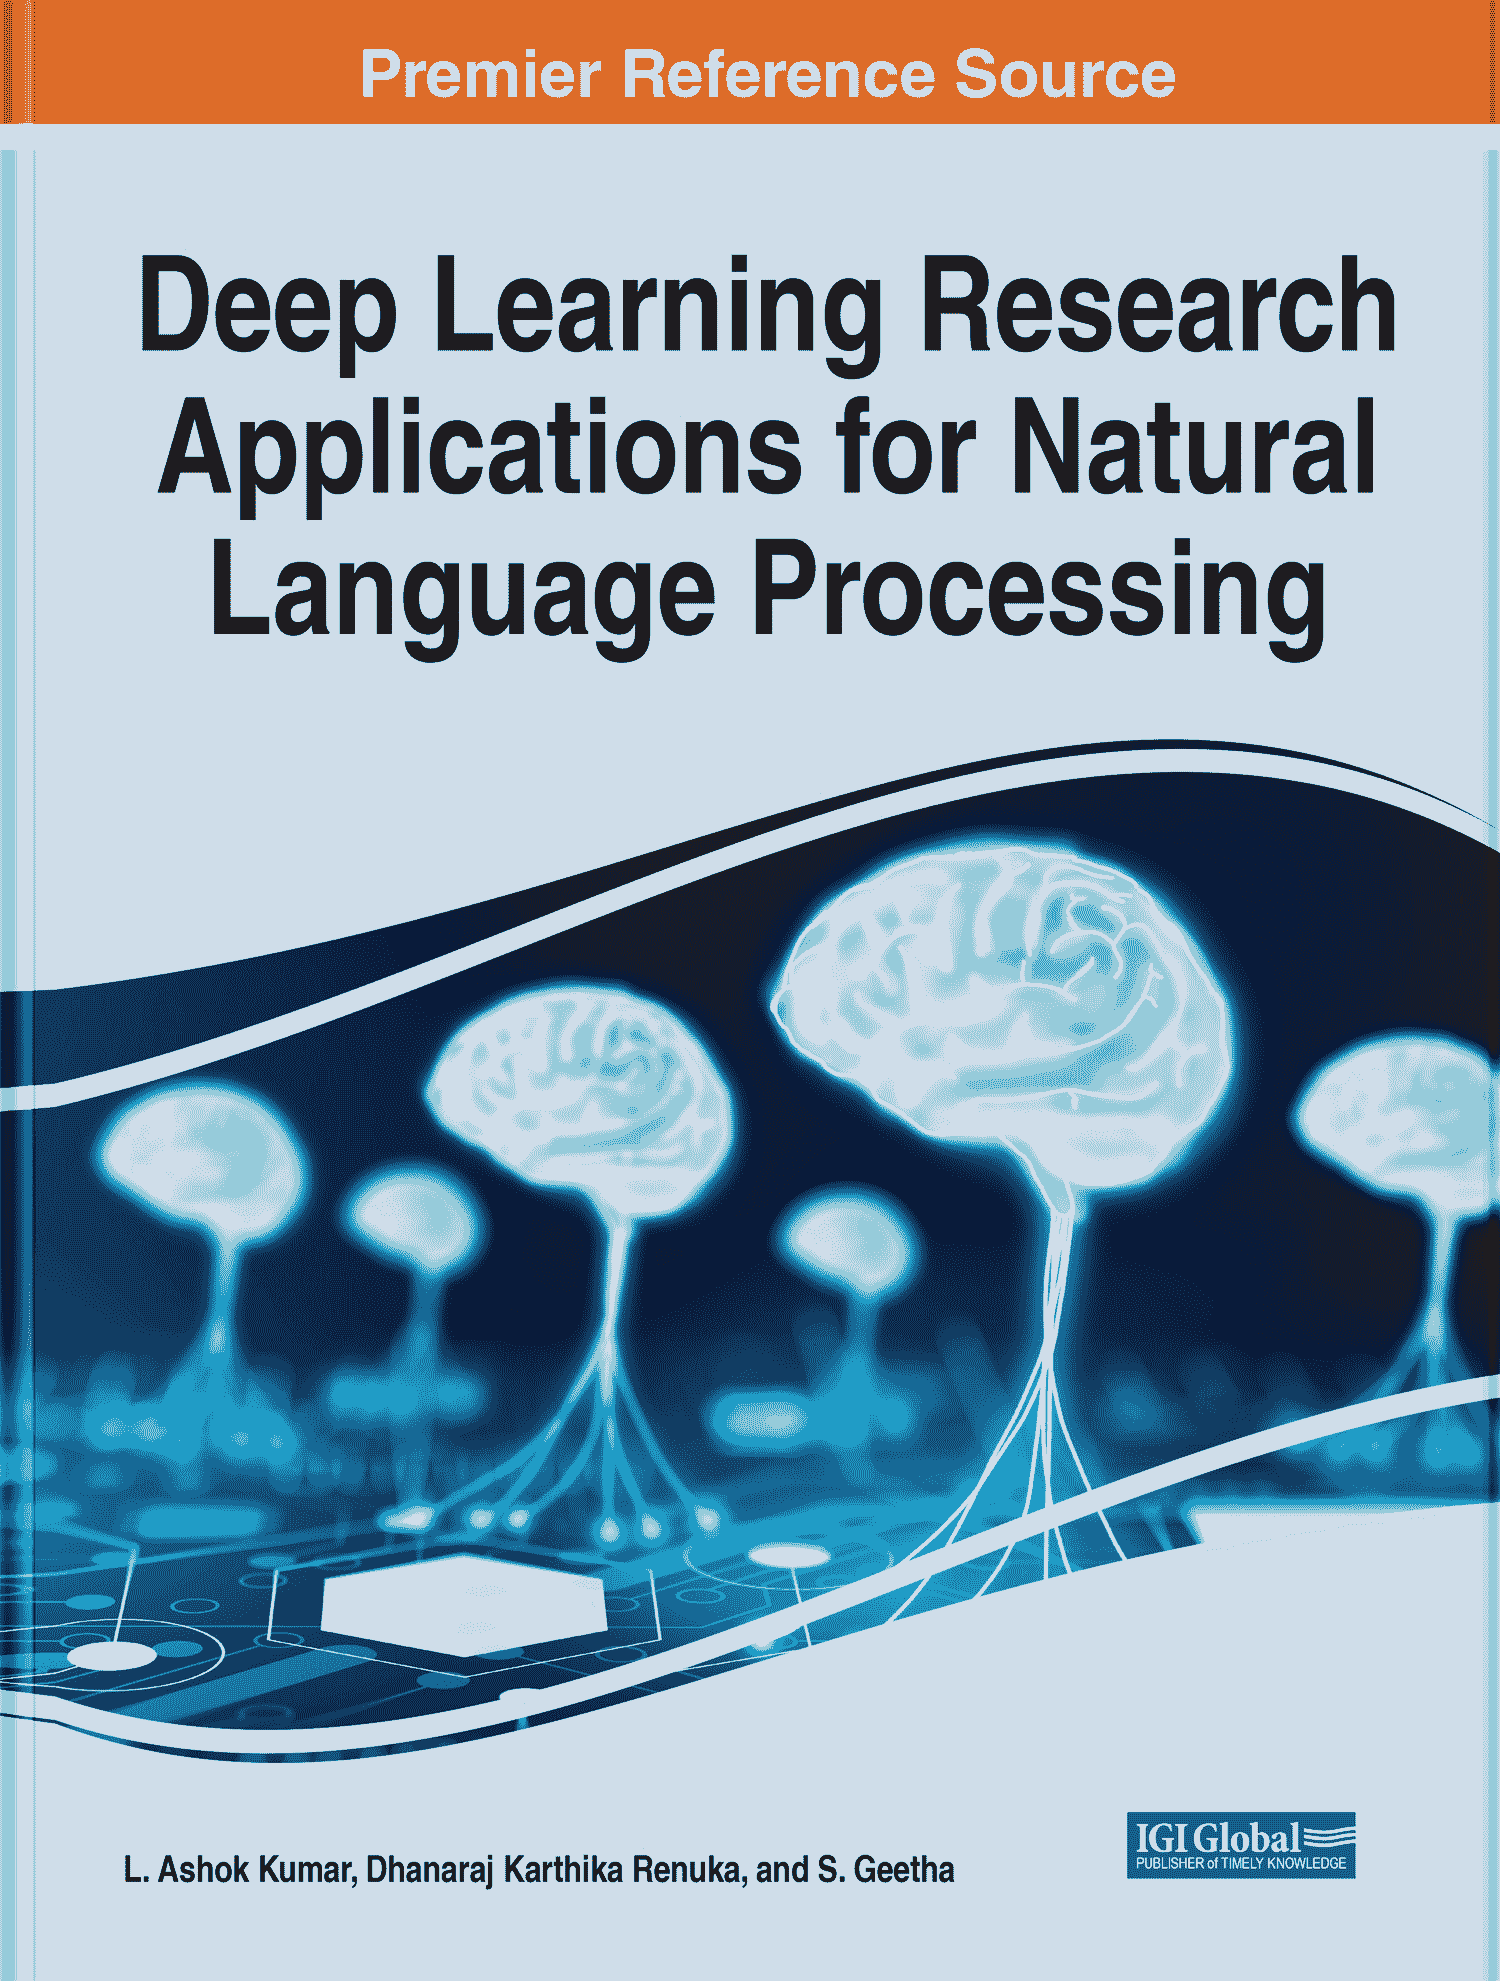 Premier Reference Source
Deep Learning Research
Applications for Natural
Language Processing
L. Ashok Kumar, Dhanaraj Karthika Renuka, and S. Geetha
IGI Global
PUBLISHER of TIMELY KNOWLEDGE